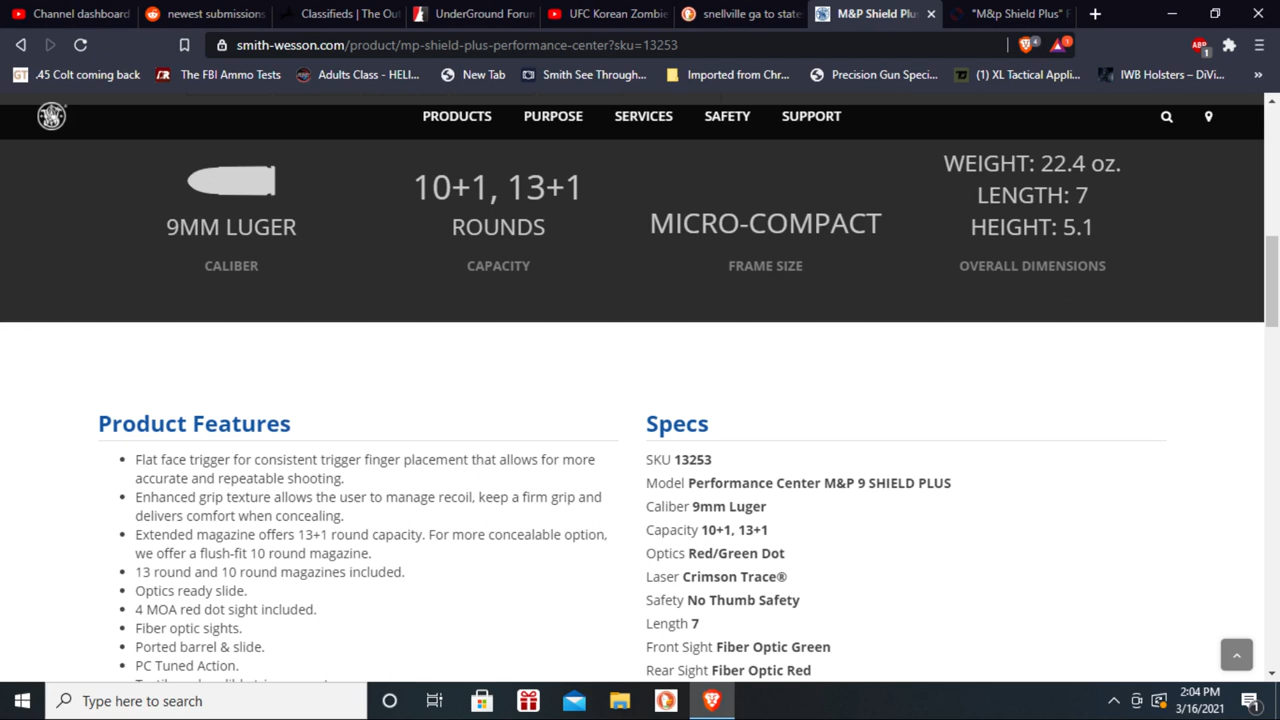 Channel dashboard
newest submissions
Classifieds | The Out
UnderGround Forum
UFC Korean Zombie
snellville ga to state
M&P Shield Plus
"M&p Shield Plus" F
smith-wesson.com/product/mp-shield-plus-performance-center?sku=13253
4
1
ABP
1
GT .45 Colt coming back
The FBI Ammo Tests
Adults Class - HELI...
New Tab
Smith See Through...
Imported from Chr...
Precision Gun Speci...
(1) XL Tactical Appli...
IWB Holsters – DiVi...
»
PRODUCTS
PURPOSE
SERVICES
SAFETY
SUPPORT
9MM LUGER
CALIBER
10+1, 13+1
ROUNDS
CAPACITY
MICRO-COMPACT
FRAME SIZE
WEIGHT: 22.4 oz.
LENGTH: 7
HEIGHT: 5.1
OVERALL DIMENSIONS
Product Features
Flat face trigger for consistent trigger finger placement that allows for more
accurate and repeatable shooting.
Enhanced grip texture allows the user to manage recoil, keep a firm grip and
delivers comfort when concealing.
Extended magazine offers 13+1 round capacity. For more concealable option,
we offer a flush-fit 10 round magazine.
13 round and 10 round magazines included.
Optics ready slide.
4 MOA red dot sight included.
Fiber optic sights.
Ported barrel & slide.
PC Tuned Action.
Specs
SKU 13253
Model Performance Center M&P 9 SHIELD PLUS
Caliber 9mm Luger
Capacity 10+1, 13+1
Optics Red/Green Dot
Laser Crimson Trace®
Safety No Thumb Safety
Length 7
Front Sight Fiber Optic Green
Rear Sight Fiber Optic Red
Type here to search
2:04 PM
3/16/2021
1